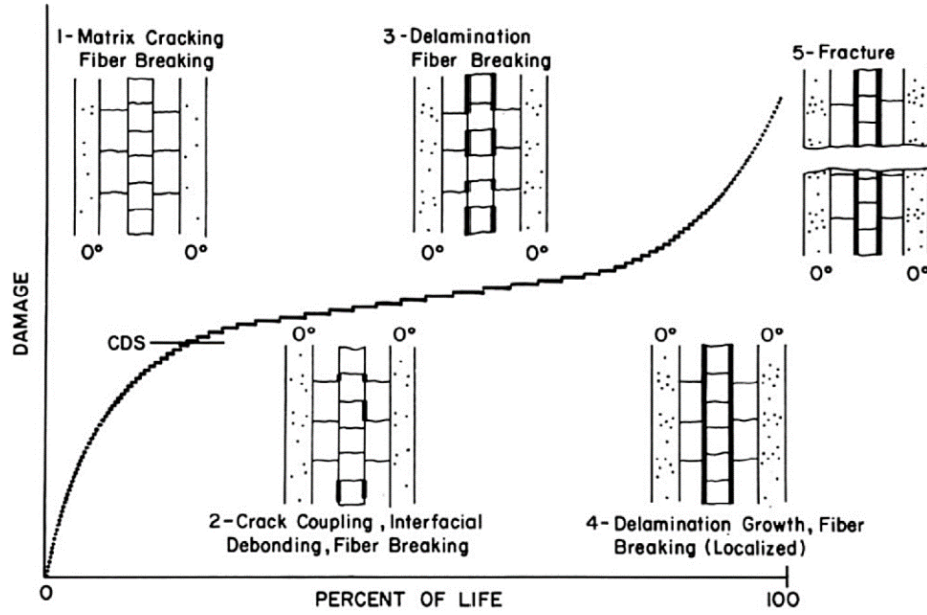 1-Matrix Cracking
Fiber Breaking
0° 0°
3-Delamination
Fiber Breaking
0° 0°
5-Fracture
0° 0°
DAMAGE
CDS
0° 0°
2-Crack Coupling, Interfacial
Debonding, Fiber Breaking
0° 0°
4-Delamination Growth, Fiber
Breaking (Localized)
0 PERCENT OF LIFE 100